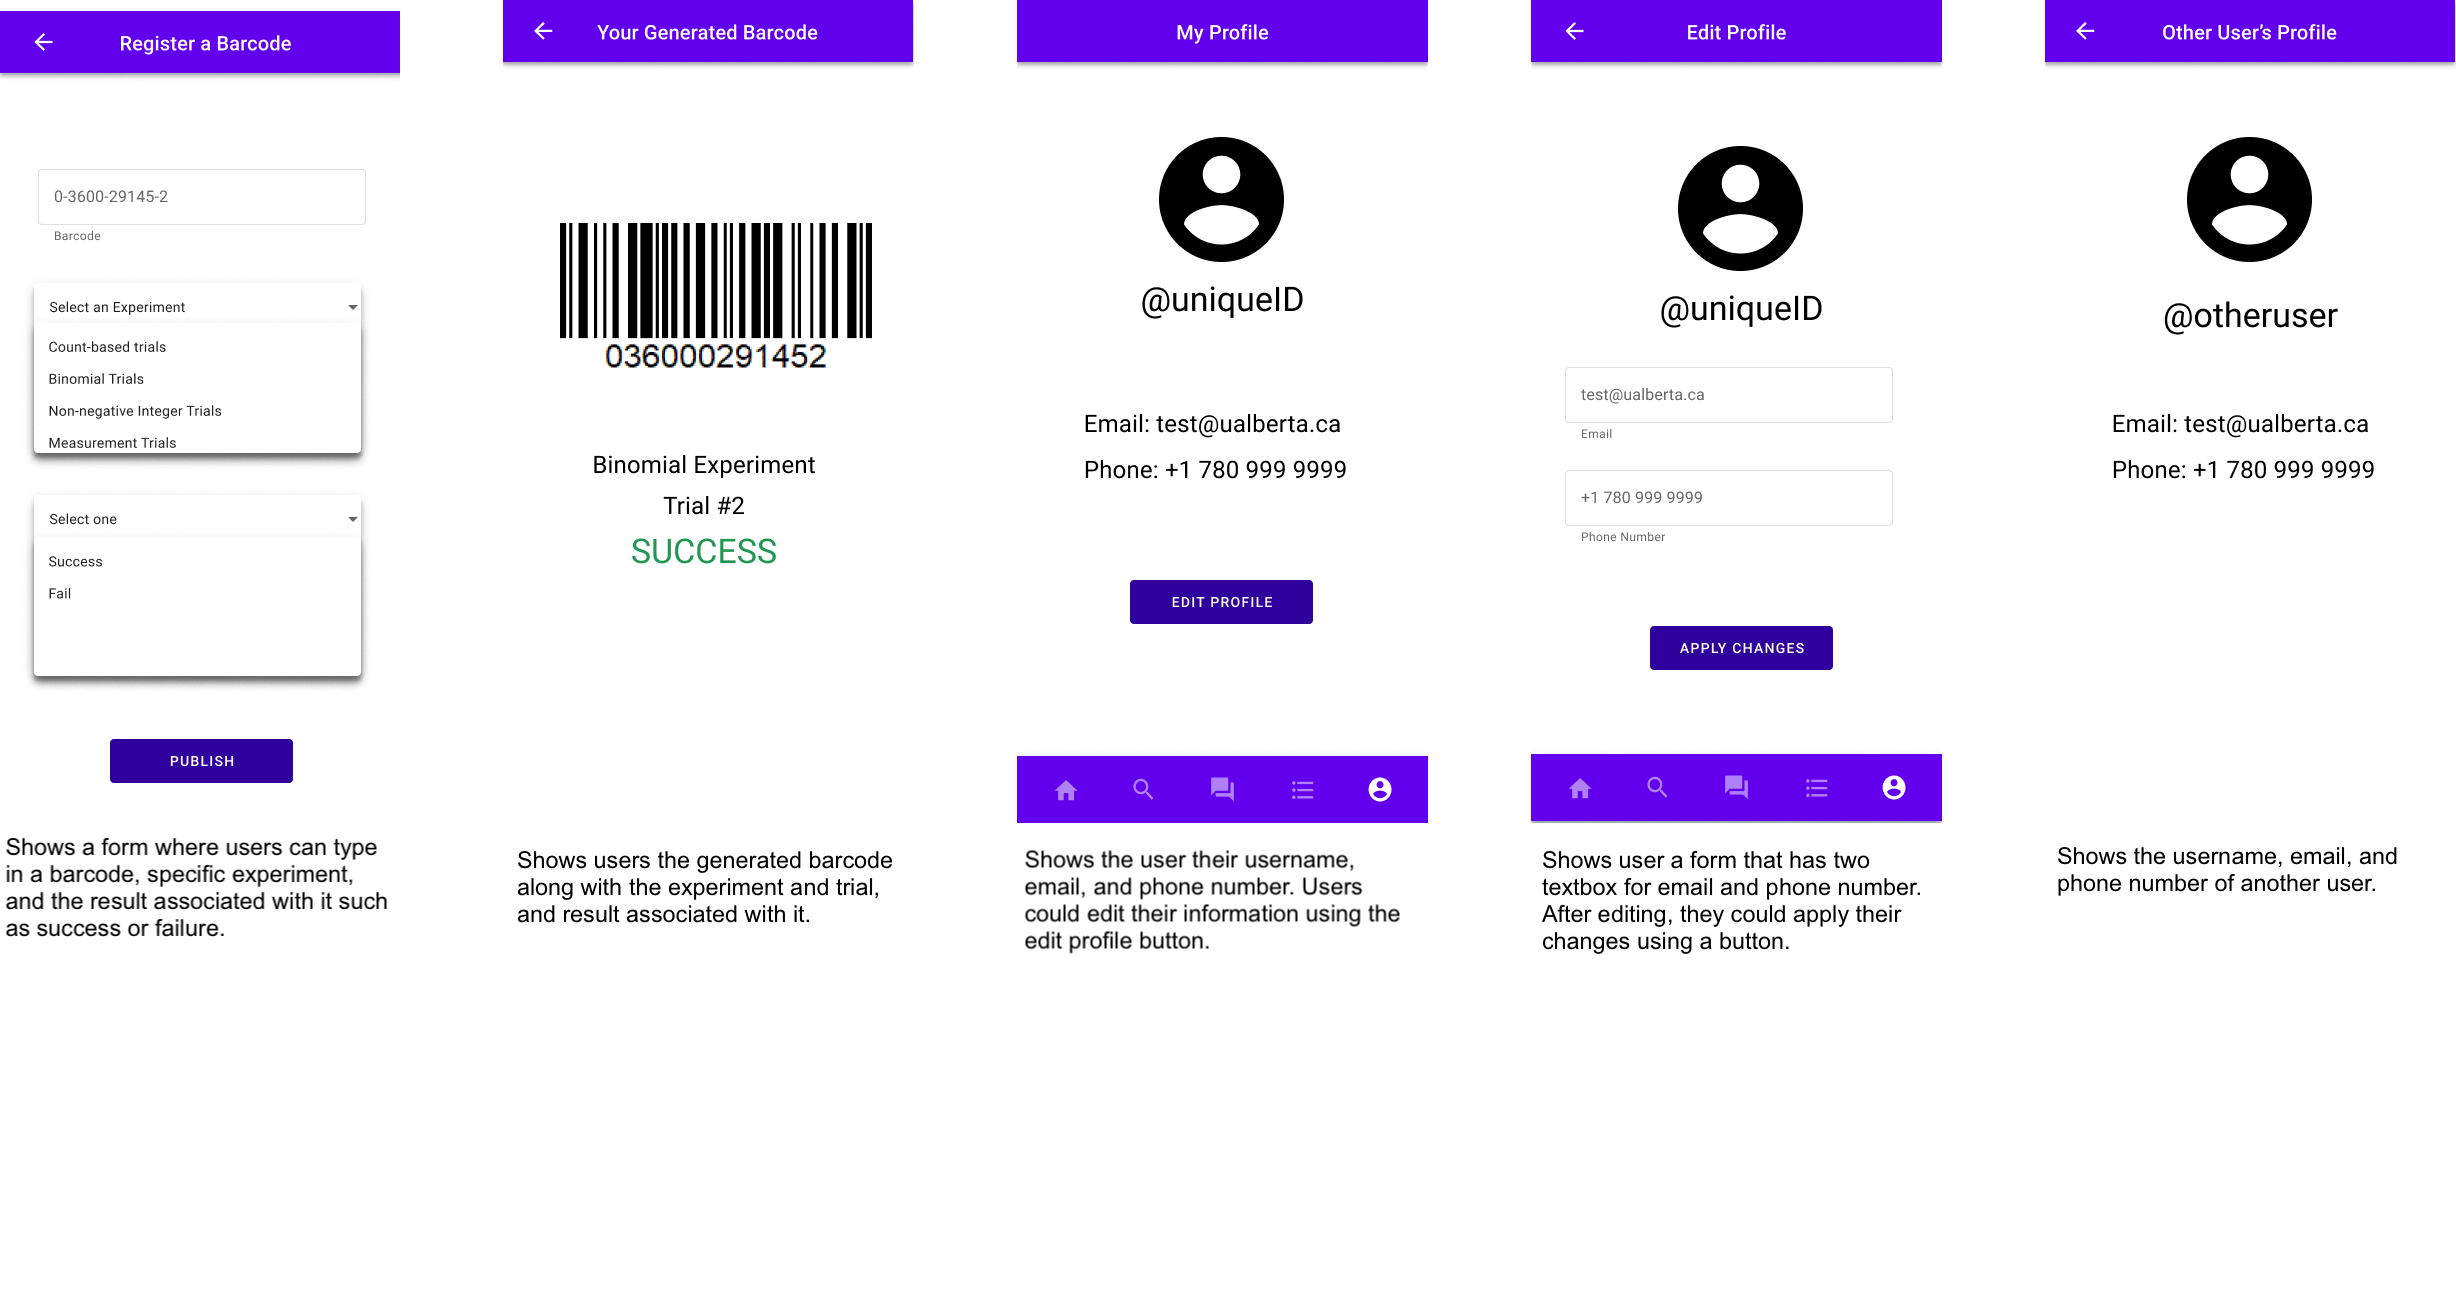 Register a Barcode
0-3600-29145-2
Barcode
Select an Experiment
Count-based trials
Binomial Trials
Non-negative Integer Trials
Measurement Trials
Select one
Success
Fail
PUBLISH
Shows a form where users can type
in a barcode, specific experiment,
and the result associated with it such
as success or failure.
Your Generated Barcode
036000291452
Binomial Experiment
Trial #2
SUCCESS
Shows users the generated barcode
along with the experiment and trial,
and result associated with it.
My Profile
@uniqueID
Email: test@ualberta.ca
Phone: +1 780 999 9999
EDIT PROFILE
Shows the user their username,
email, and phone number. Users
could edit their information using the
edit profile button.
Edit Profile
@uniqueID
test@ualberta.ca
Email
+1 780 999 9999
Phone Number
APPLY CHANGES
Shows user a form that has two
textbox for email and phone number.
After editing, they could apply their
changes using a button.
Other User’s Profile
@otheruser
Email: test@ualberta.ca
Phone: +1 780 999 9999
Shows the username, email, and
phone number of another user.